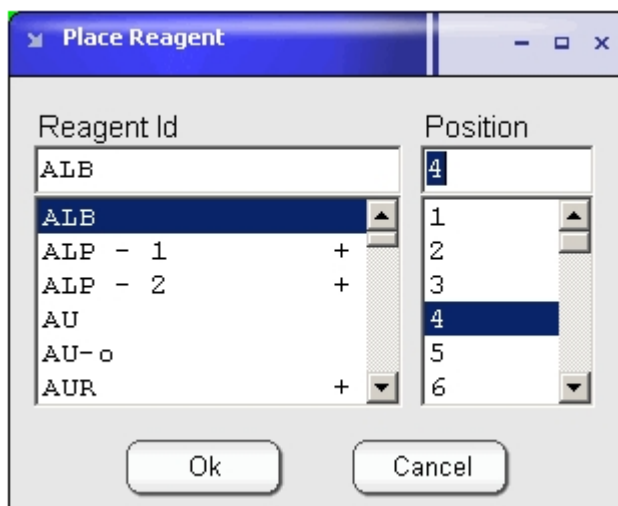 Place Reagent
Reagent Id Position
ALB 4
ALB 1
ALP - 1 + 2
ALP - 2 + 3
AU 4
AU-o 5
AUR + 6
Ok Cancel